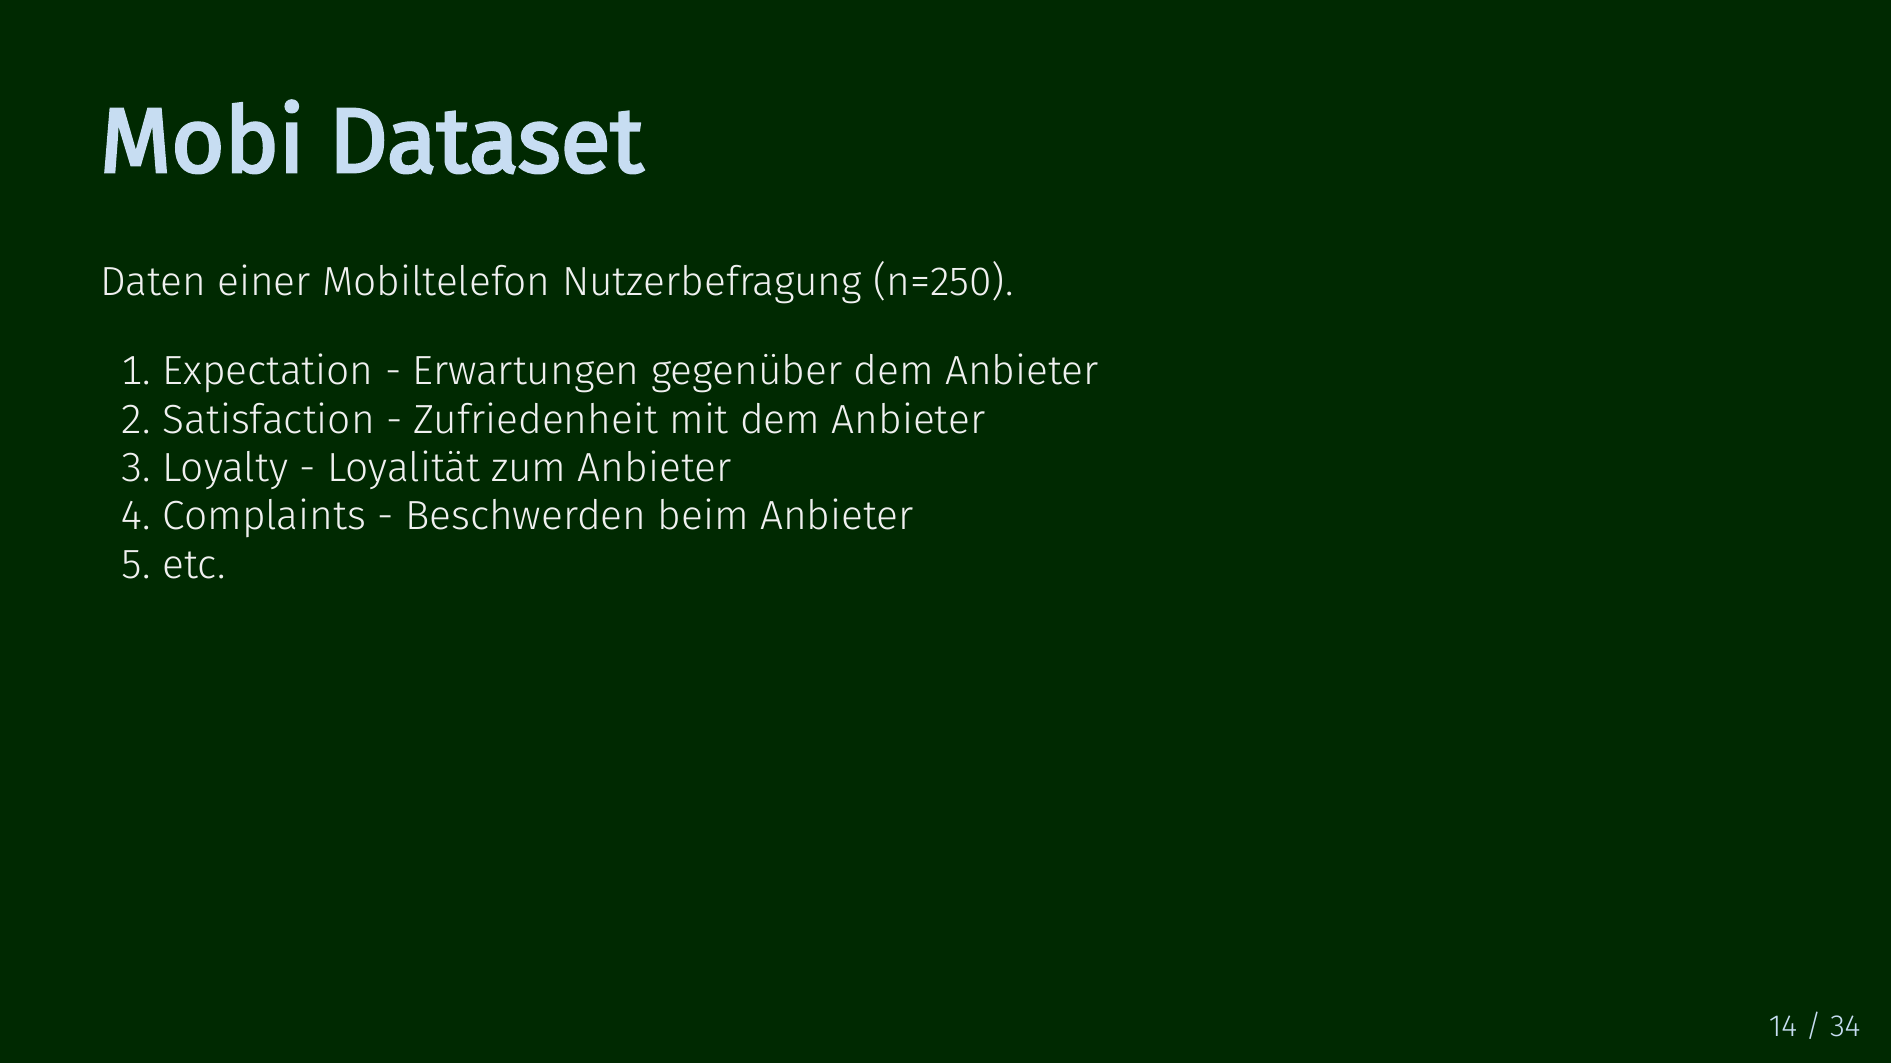 Mobi Dataset
Daten einer Mobiltelefon Nutzerbefragung (n=250).
1. Expectation - Erwartungen gegenüber dem Anbieter
2. Satisfaction - Zufriedenheit mit dem Anbieter
3. Loyalty - Loyalität zum Anbieter
4. Complaints - Beschwerden beim Anbieter
5. etc.
14 / 34